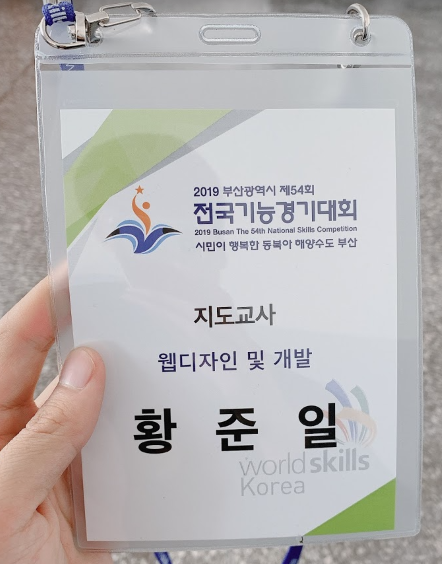 2019 부산광역시 제54회
전국기능경기대회
2019 Busan The 54th National Skills Competition
시민이 행복한 동북아 해양수도 부산
지도교사
웹디자인 및 개발
황 준 일
worldskills
Korea